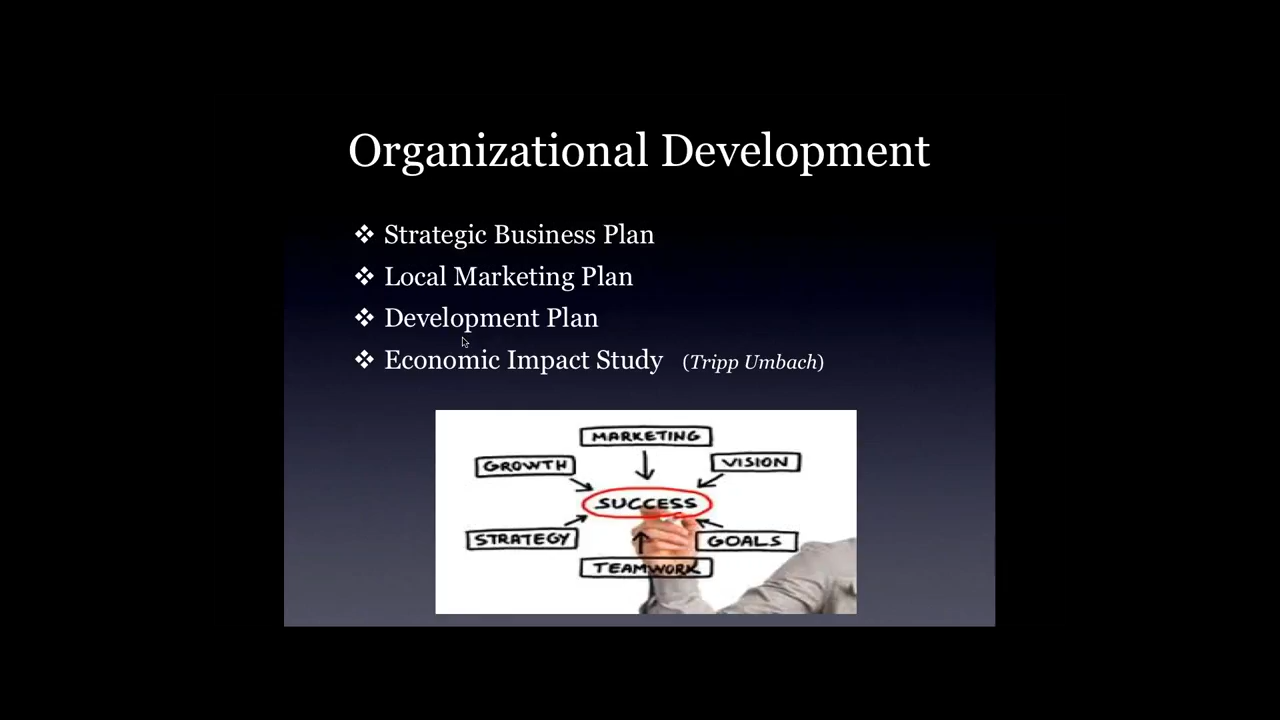 Organizational Development
❖ Strategic Business Plan
❖ Local Marketing Plan
❖ Development Plan
❖ Economic Impact Study (Tripp Umbach)
MARKETING
GROWTH
VISION
SUCCESS
STRATEGY
GOALS
TEAMWORK